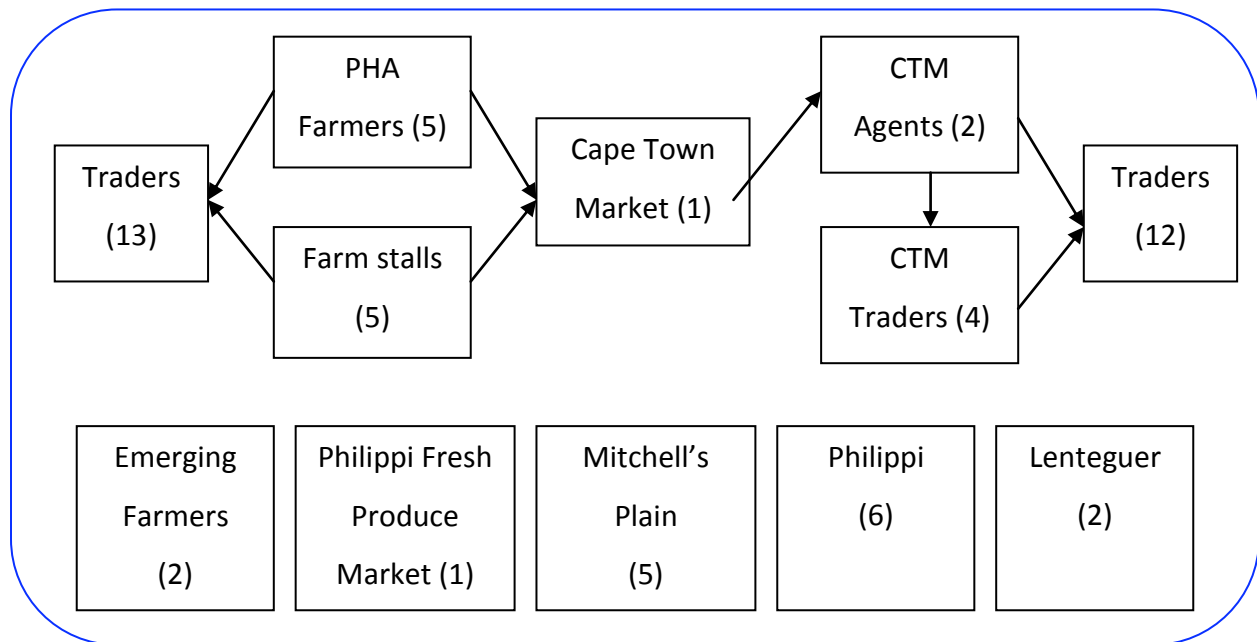 Traders
(13)
PHA
Farmers (5)
Farm stalls
(5)
Cape Town
Market (1)
CTM
Agents (2)
CTM
Traders (4)
Traders
(12)
Emerging
Farmers
(2)
Philippi Fresh
Produce
Market (1)
Mitchell’s
Plain
(5)
Philippi
(6)
Lenteguer
(2)